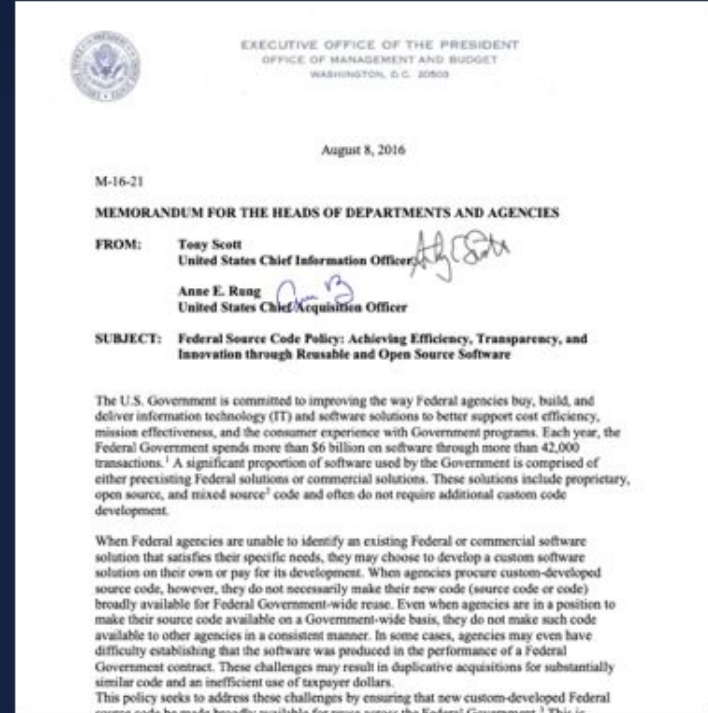 EXECUTIVE OFFICE OF THE PRESIDENT
OFFICE OF MANAGEMENT AND BUDGET
WASHINGTON, D.C. 20503
August 8, 2016
M-16-21
MEMORANDUM FOR THE HEADS OF DEPARTMENTS AND AGENCIES
FROM: Tony Scott
United States Chief Information Officer
Anne E. Rung
United States Chief Acquisition Officer
SUBJECT: Federal Source Code Policy: Achieving Efficiency, Transparency, and
Innovation through Reusable and Open Source Software
The U.S. Government is committed to improving the way Federal agencies buy, build, and
deliver information technology (IT) and software solutions to better support cost efficiency,
mission effectiveness, and the consumer experience with Government programs. Each year, the
Federal Government spends more than $6 billion on software through more than 42,000
transactions.¹ A significant proportion of software used by the Government is comprised of
either preexisting Federal solutions or commercial solutions. These solutions include proprietary,
open source, and mixed source² code and often do not require additional custom code
development.
When Federal agencies are unable to identify an existing Federal or commercial software
solution that satisfies their specific needs, they may choose to develop a custom software
solution on their own or pay for its development. When agencies procure custom-developed
source code, however, they do not necessarily make their new code (source code or code)
broadly available for Federal Government-wide reuse. Even when agencies are in a position to
make their source code available on a Government-wide basis, they do not make such code
available to other agencies in a consistent manner. In some cases, agencies may even have
difficulty establishing that the software was produced in the performance of a Federal
Government contract. These challenges may result in duplicative acquisitions for substantially
similar code and an inefficient use of taxpayer dollars.
This policy seeks to address these challenges by ensuring that new custom-developed Federal
source code be made broadly available for reuse across the Federal Government.³ This is